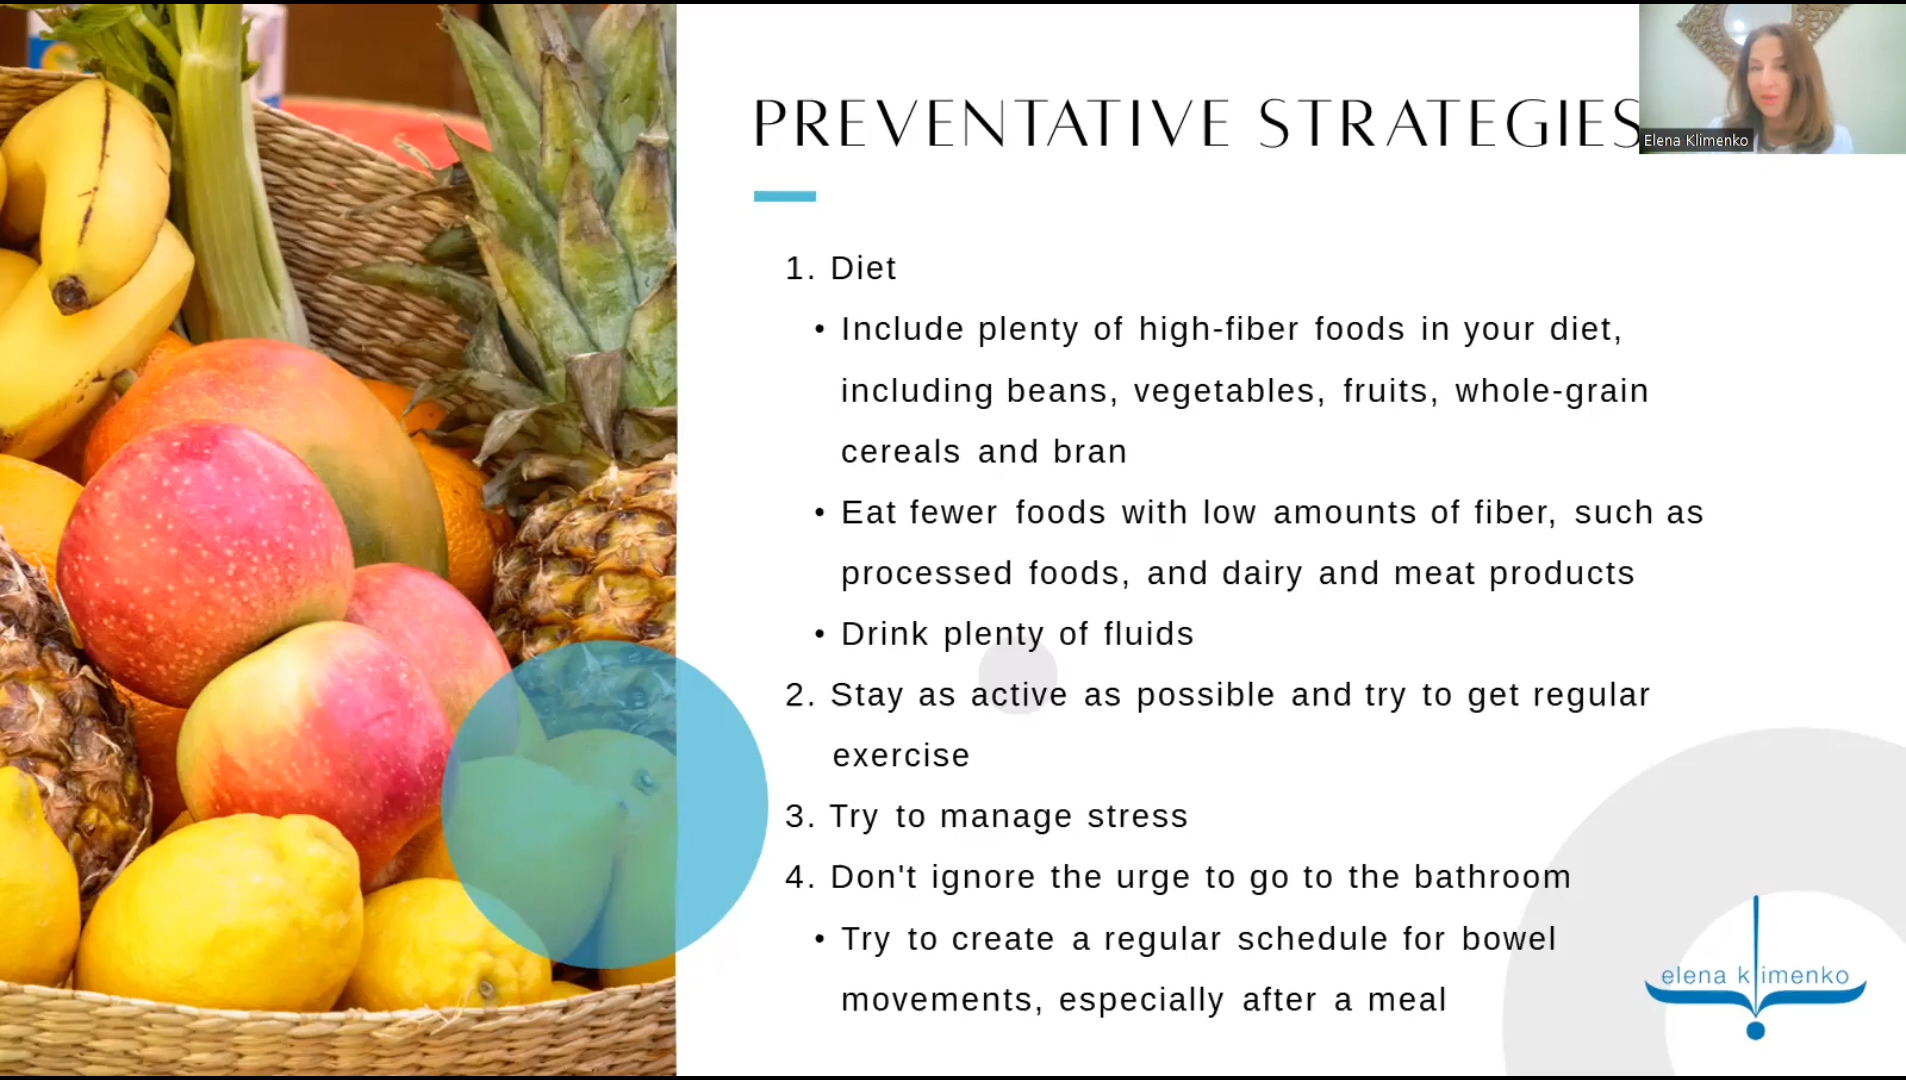 PREVENTATIVE STRATEGIES
Elena Klimenko
1. Diet
• Include plenty of high-fiber foods in your diet,
including beans, vegetables, fruits, whole-grain
cereals and bran
• Eat fewer foods with low amounts of fiber, such as
processed foods, and dairy and meat products
• Drink plenty of fluids
2. Stay as active as possible and try to get regular
exercise
3. Try to manage stress
4. Don't ignore the urge to go to the bathroom
• Try to create a regular schedule for bowel
movements, especially after a meal
elena klimenko